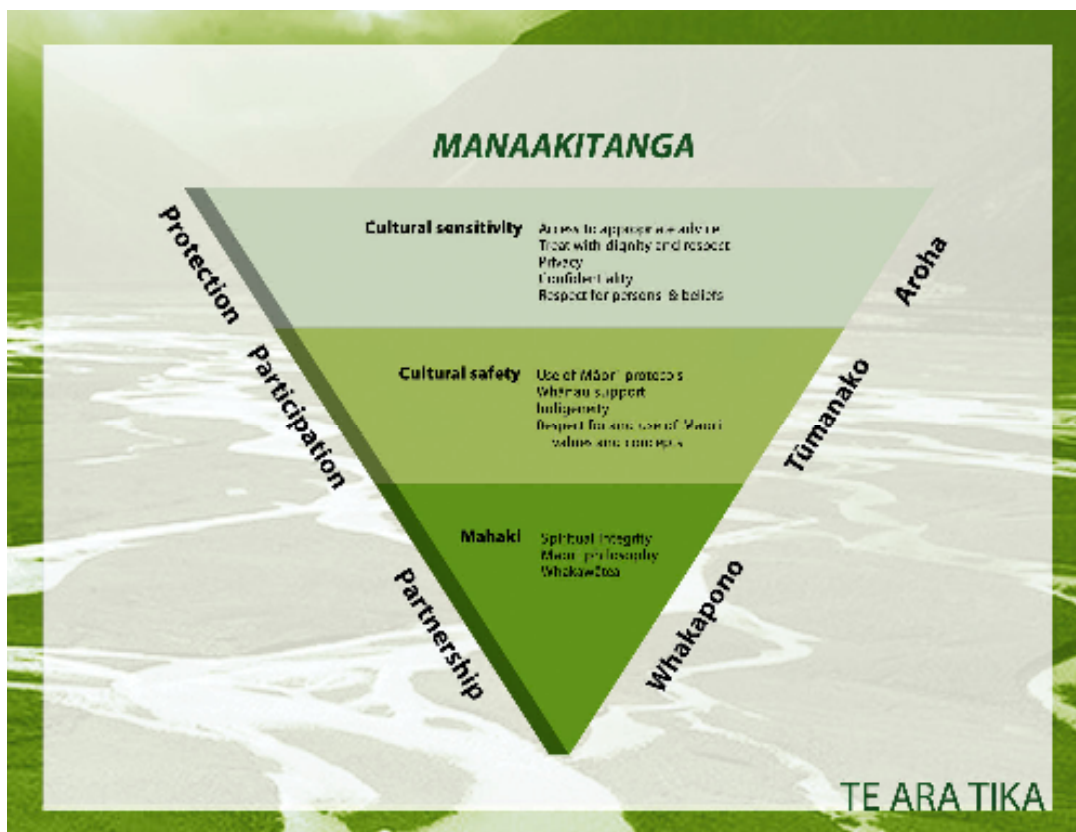 MANAAKITANGA
Protection
Cultural sensitivity
Access to appropriate advice
Treat with dignity and respect
Privacy
Confidentiality
Respect for persons & beliefs
Aroha
Participation
Cultural safety
Use of Māori protocols
Whānau support
Indigeneity
Respect for and use of Māori
values and concepts
Tūmanako
Partnership
Mahaki
Spiritual integrity
Māori philosophy
Whakawātea
Whakapono
TE ARA TIKA